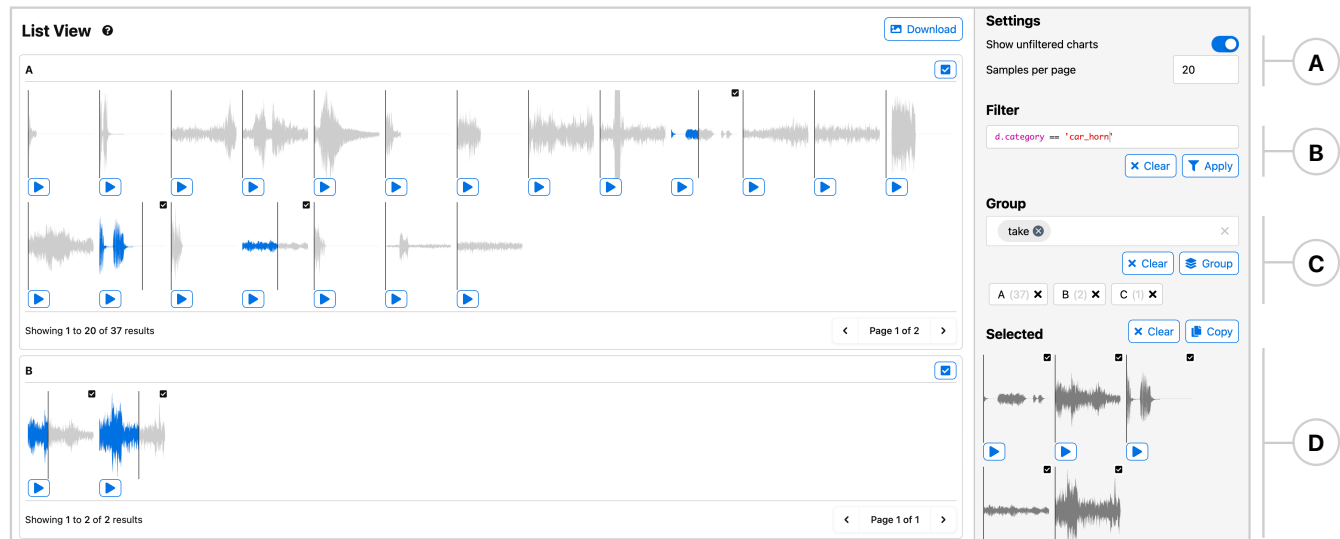 List View ?
Download
A
Showing 1 to 20 of 37 results
Page 1 of 2
B
Showing 1 to 2 of 2 results
Page 1 of 1
Settings
Show unfiltered charts
Samples per page 20
Filter
d.category == 'car_horn'
Clear Apply
Group
take
Clear Group
A (37) B (2) C (1)
Selected Clear Copy
A
B
C
D